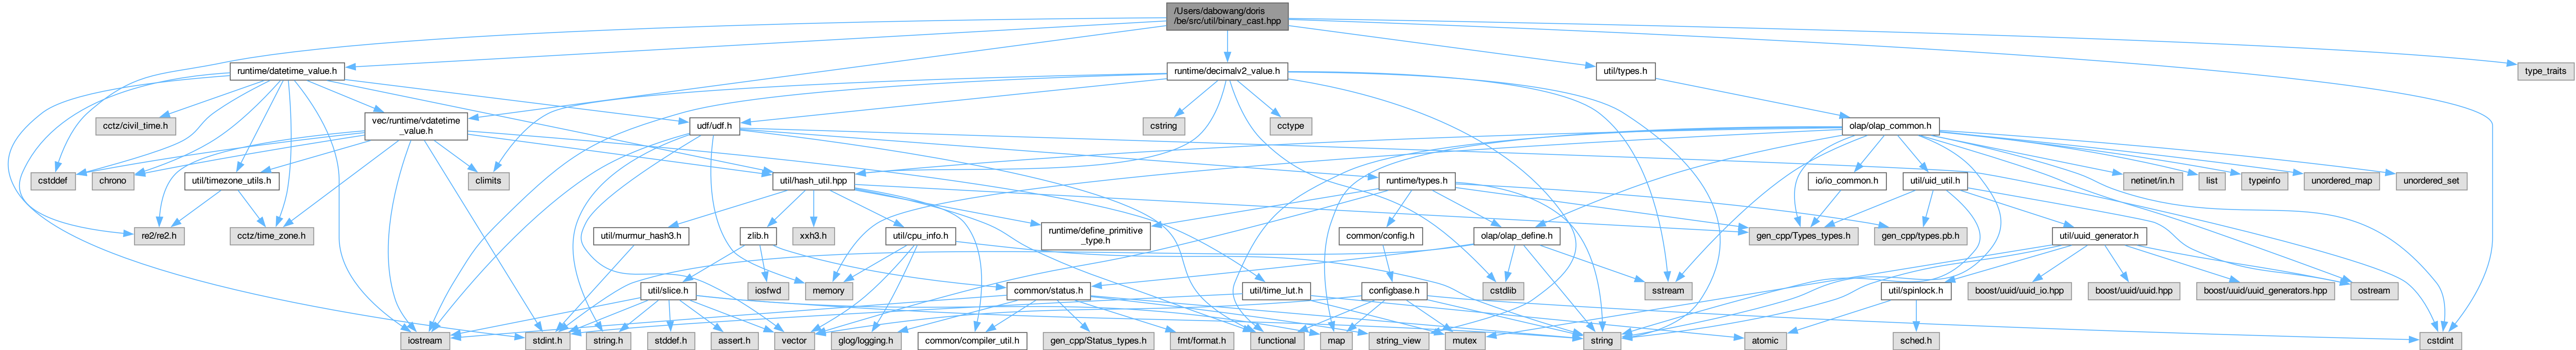 /Users/dabowang/doris
/be/src/util/binary_cast.hpp
runtime/datetime_value.h
runtime/decimalv2_value.h
util/types.h
type_traits
cctz/civil_time.h
vec/runtime/vdatetime
_value.h
udf/udf.h
cstring
cctype
olap/olap_common.h
cstddef
chrono
util/timezone_utils.h
climits
util/hash_util.hpp
runtime/types.h
io/io_common.h
util/uid_util.h
netinet/in.h
list
typeinfo
unordered_map
unordered_set
re2/re2.h
cctz/time_zone.h
util/murmur_hash3.h
zlib.h
xxh3.h
util/cpu_info.h
runtime/define_primitive
_type.h
common/config.h
olap/olap_define.h
gen_cpp/Types_types.h
gen_cpp/types.pb.h
util/uuid_generator.h
util/slice.h
iosfwd
memory
common/status.h
util/time_lut.h
configbase.h
cstdlib
sstream
util/spinlock.h
boost/uuid/uuid_io.hpp
boost/uuid/uuid.hpp
boost/uuid/uuid_generators.hpp
ostream
iostream
stdint.h
string.h
stddef.h
assert.h
vector
glog/logging.h
common/compiler_util.h
gen_cpp/Status_types.h
fmt/format.h
functional
map
string_view
mutex
string
atomic
sched.h
cstdint